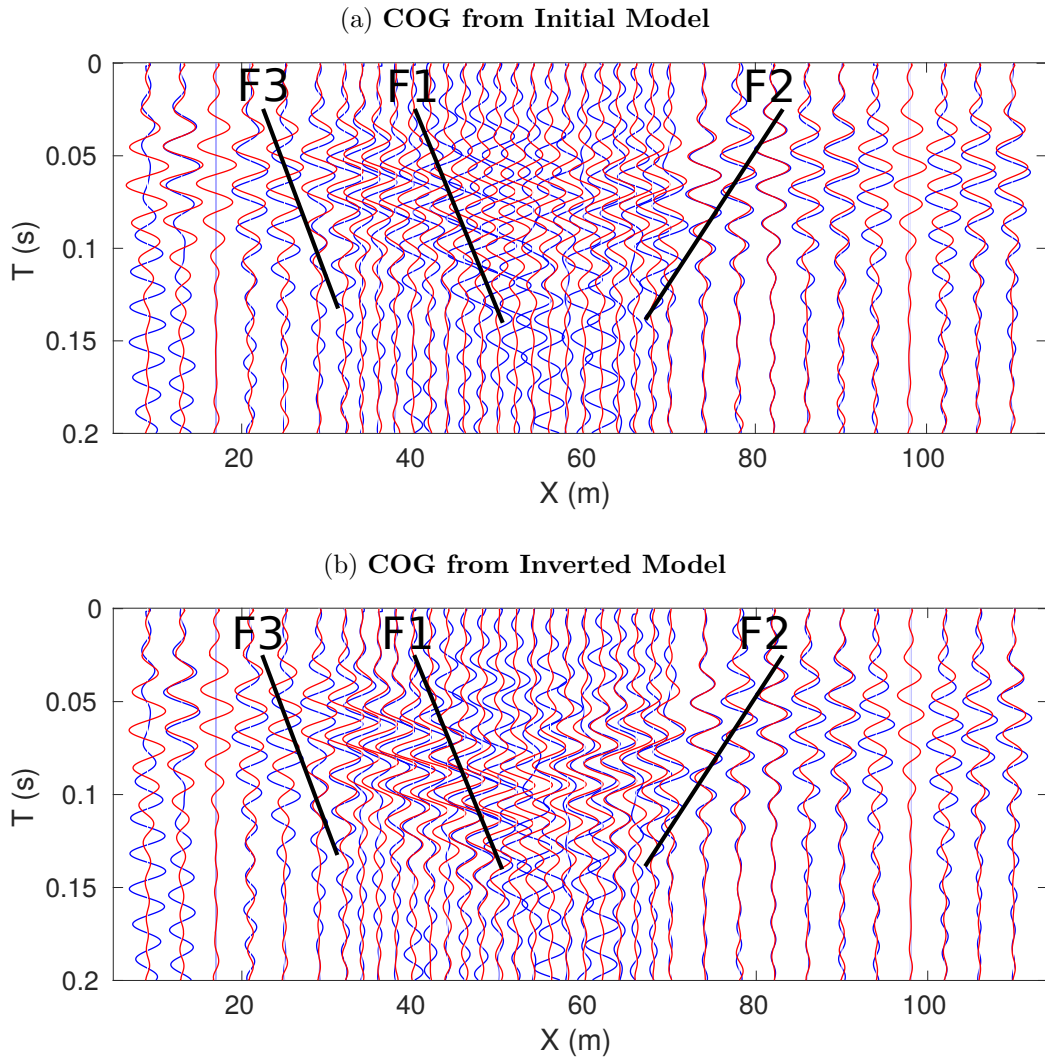 (a) COG from Initial Model
F3 F1 F2
0
0.05
0.1
0.15
0.2
T (s)
20 40 60 80 100
X (m)
(b) COG from Inverted Model
F3 F1 F2
0
0.05
0.1
0.15
0.2
T (s)
20 40 60 80 100
X (m)